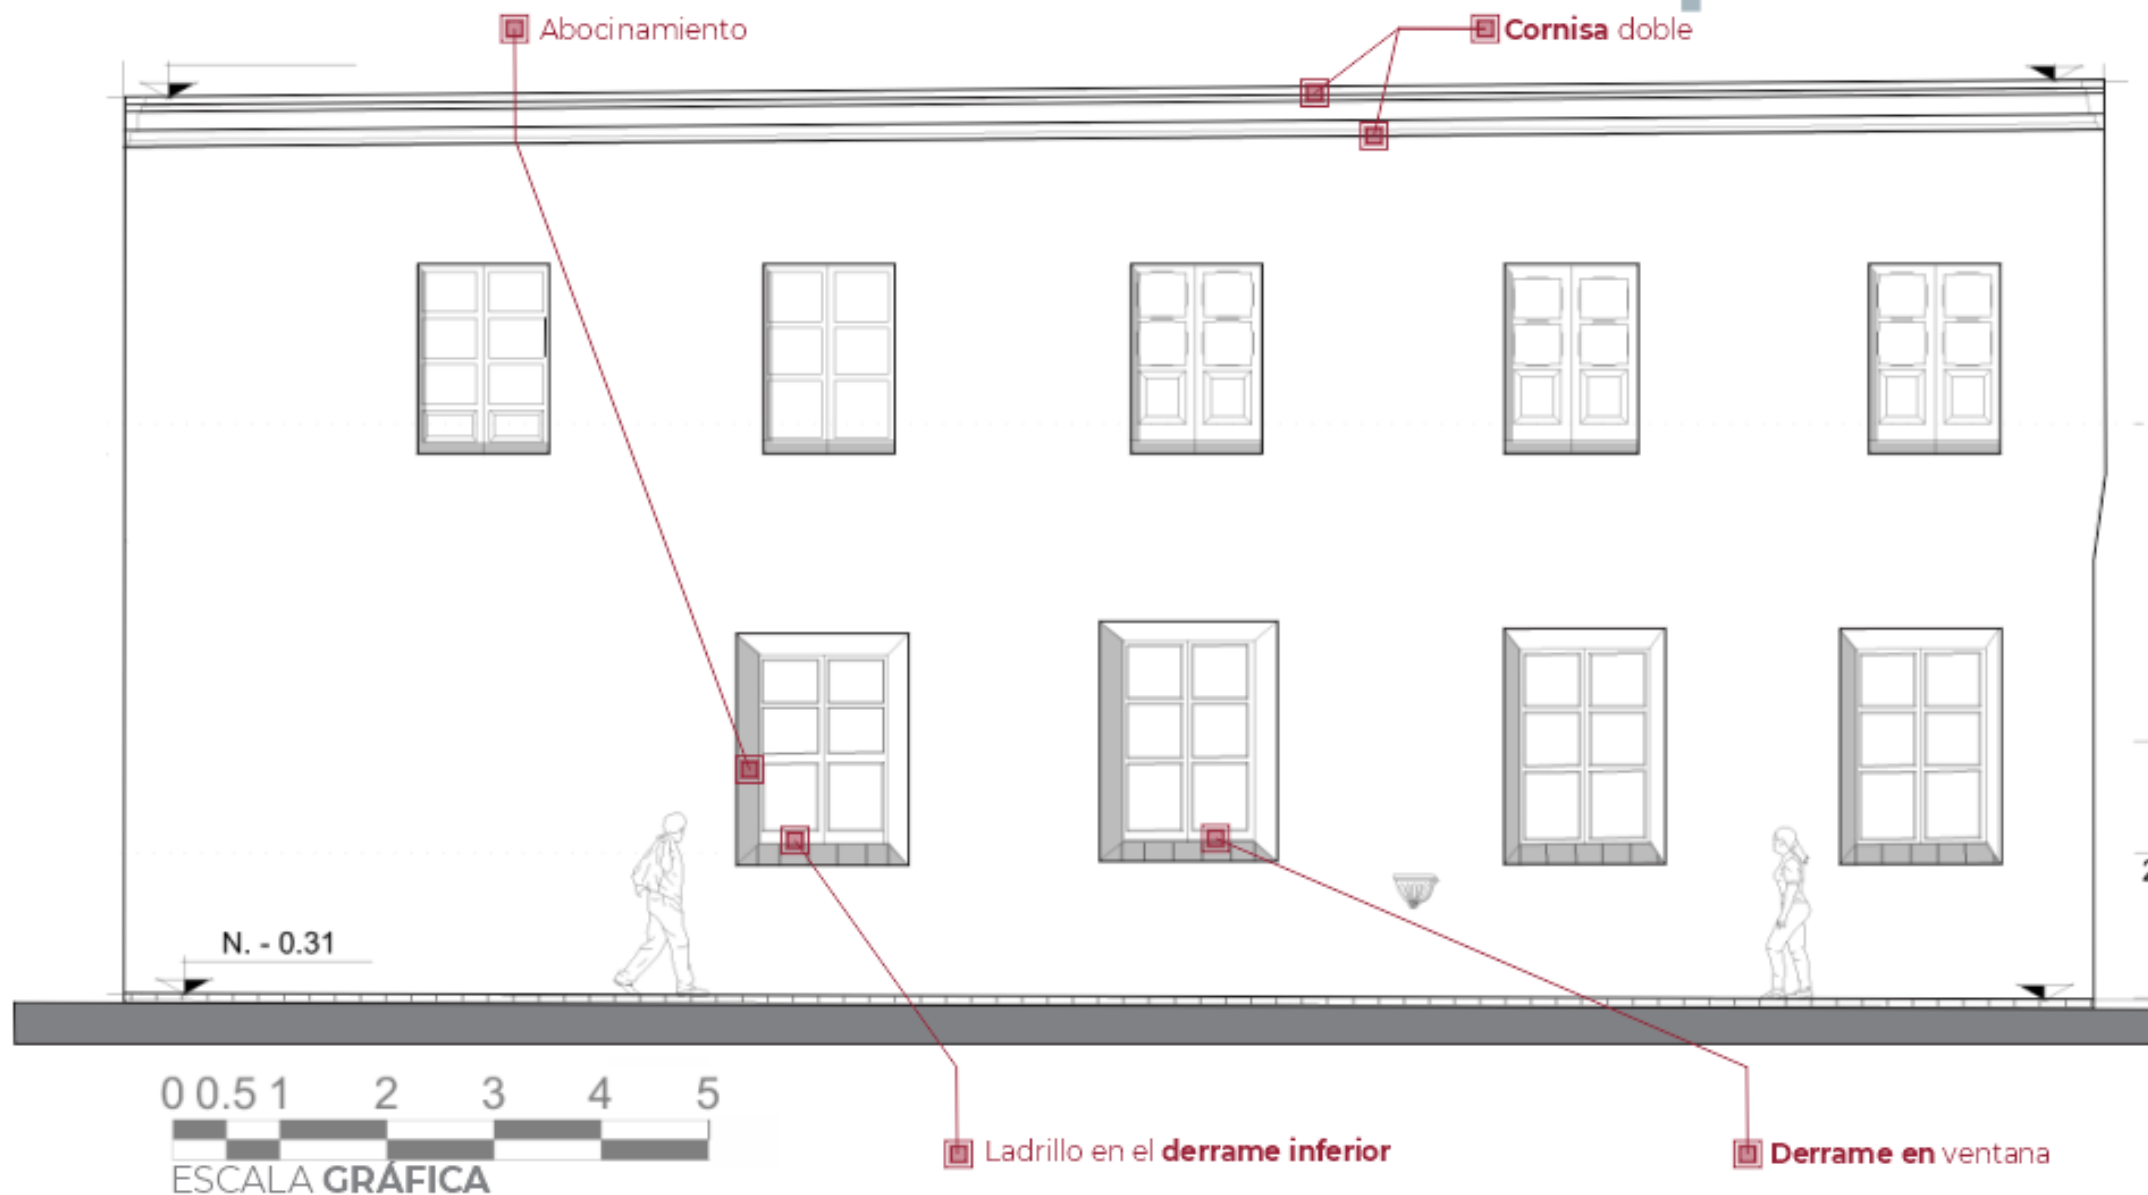 Abocinamiento
Cornisa doble
N. - 0.31
0 0.5 1 2 3 4 5
ESCALA GRÁFICA
Ladrillo en el derrame inferior
Derrame en ventana